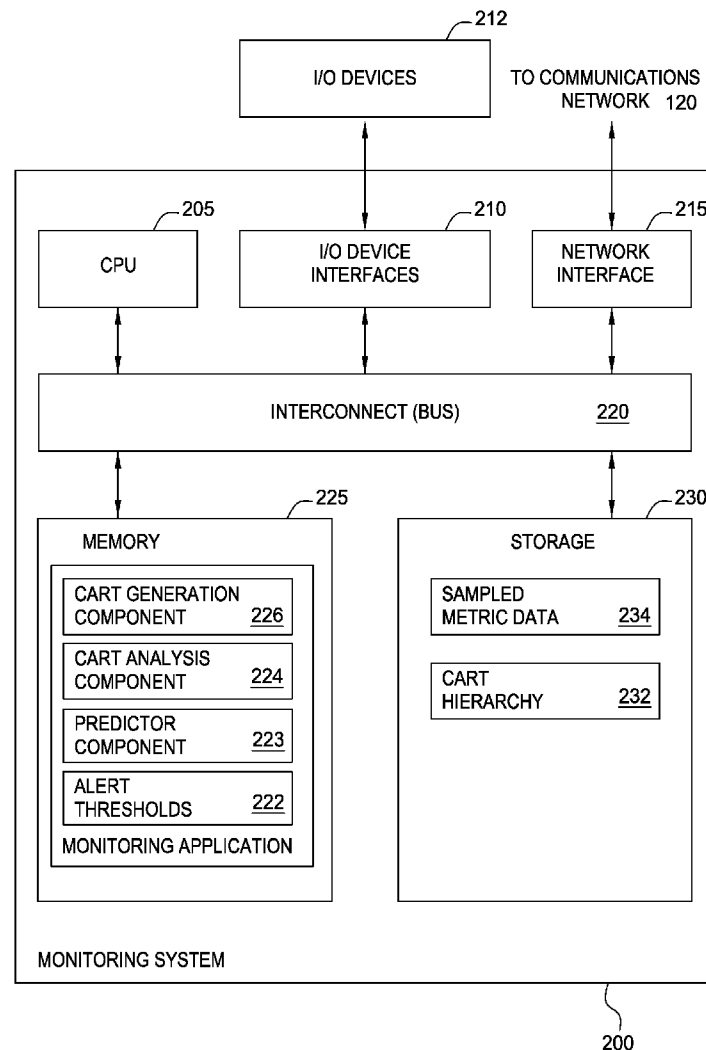 212
I/O DEVICES
TO COMMUNICATIONS
NETWORK 120
205
210
215
CPU
I/O DEVICE
INTERFACES
NETWORK
INTERFACE
INTERCONNECT (BUS) 220
225
230
MEMORY
CART GENERATION
COMPONENT 226
CART ANALYSIS
COMPONENT 224
PREDICTOR
COMPONENT 223
ALERT
THRESHOLDS 222
MONITORING APPLICATION
STORAGE
SAMPLED
METRIC DATA 234
CART
HIERARCHY 232
MONITORING SYSTEM
200